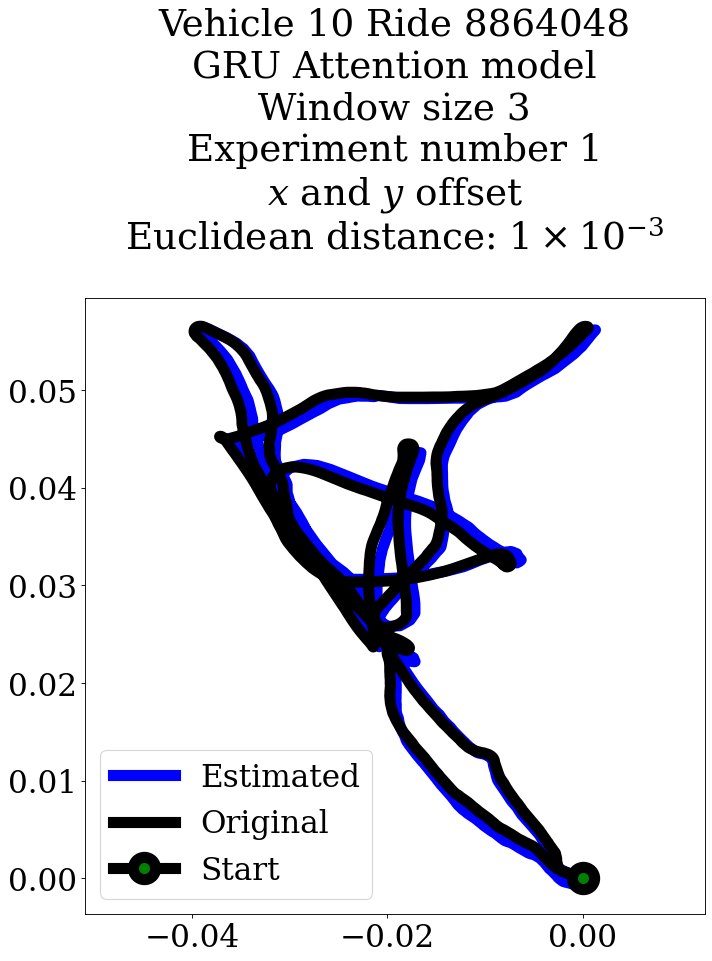 Vehicle 10 Ride 8864048
GRU Attention model
Window size 3
Experiment number 1
x and y offset
Euclidean distance: 1 × 10⁻³
0.05
0.04
0.03
0.02
0.01
0.00
Estimated
Original
Start
−0.04
−0.02
0.00